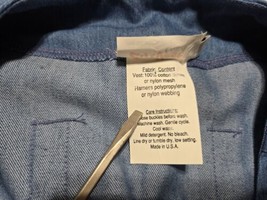 Fabric Content
Vest: 100% cotton
or nylon mesh
Harness polypropylene
or nylon webbing
Care Instructions:
buckles before wash.
Machine wash. Gentle cycle.
Cool water.
Mild detergent. No bleach.
Line dry or tumble dry, low setting.
Made in U.S.A.